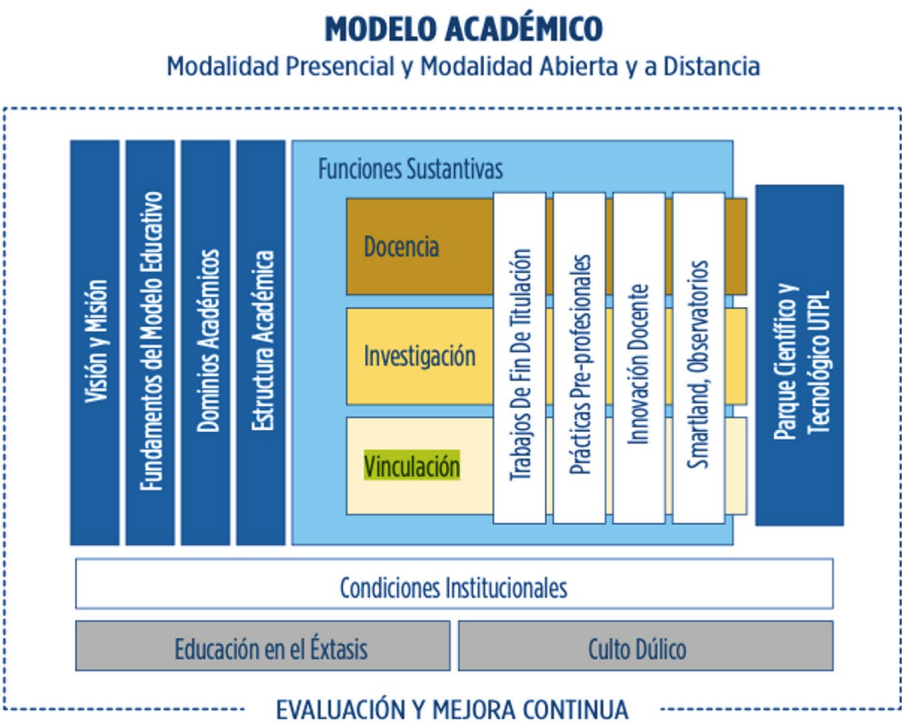 MODELO ACADÉMICO
Modalidad Presencial y Modalidad Abierta y a Distancia
Visión y Misión
Fundamentos del Modelo Educativo
Dominios Académicos
Estructura Académica
Funciones Sustantivas
Docencia
Investigación
Vinculación
Trabajos De Fin De Titulación
Prácticas Pre-profesionales
Innovación Docente
Smartland, Observatorios
Parque Científico y
Tecnológico UTPL
Condiciones Institucionales
Educación en el Éxtasis
Culto Dúlico
EVALUACIÓN Y MEJORA CONTINUA